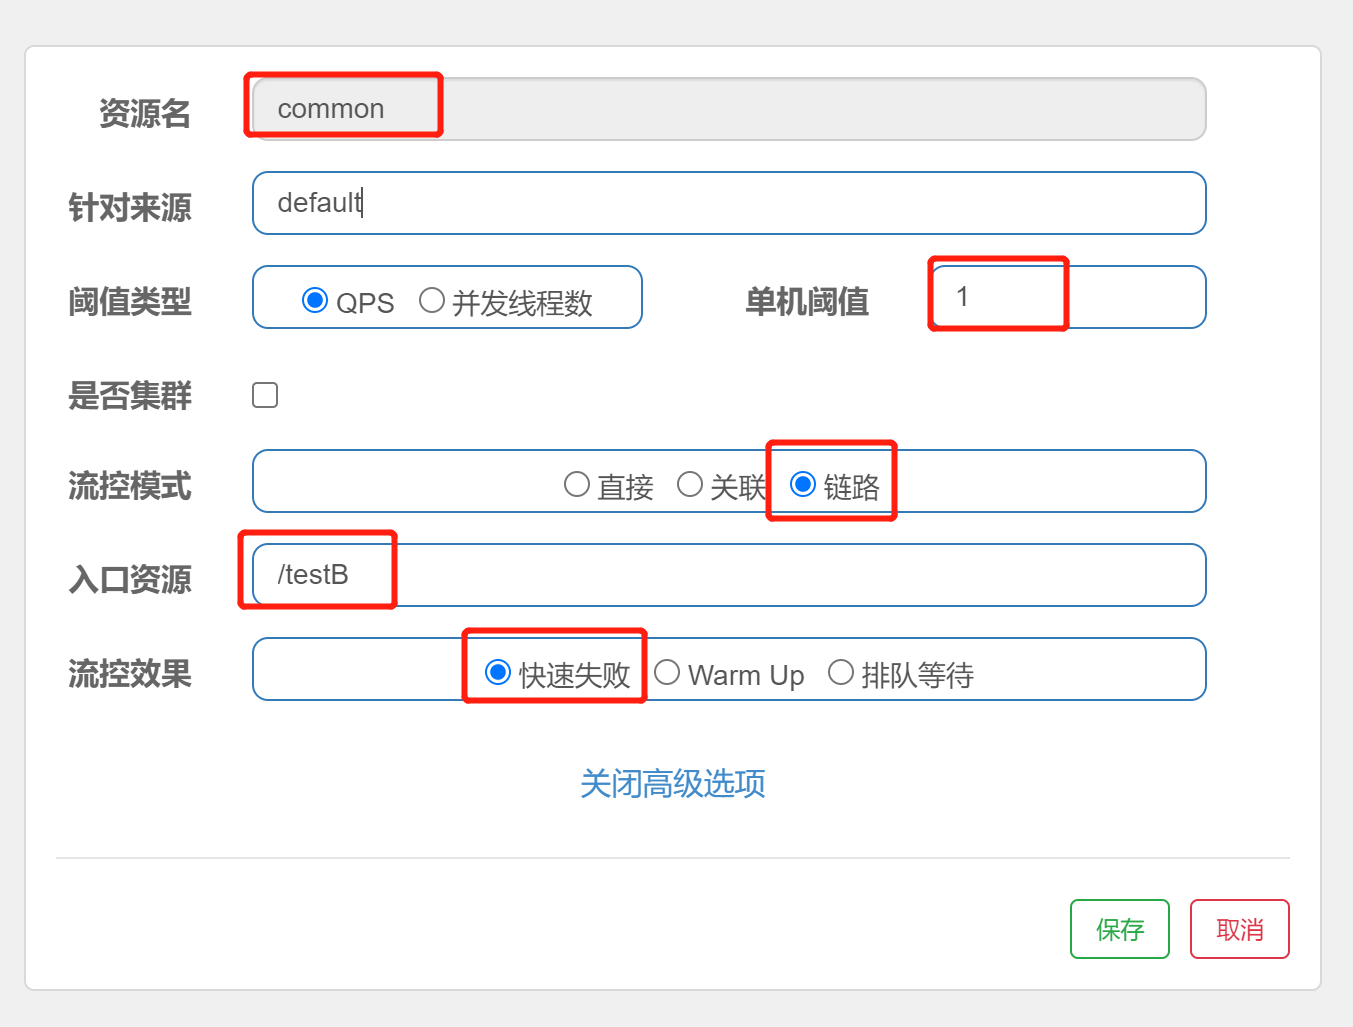 资源名 common
针对来源 default
阈值类型 QPS 并发线程数 单机阈值 1
是否集群
流控模式 直接 关联 链路
入口资源 /testB
流控效果 快速失败 Warm Up 排队等待
关闭高级选项
保存 取消